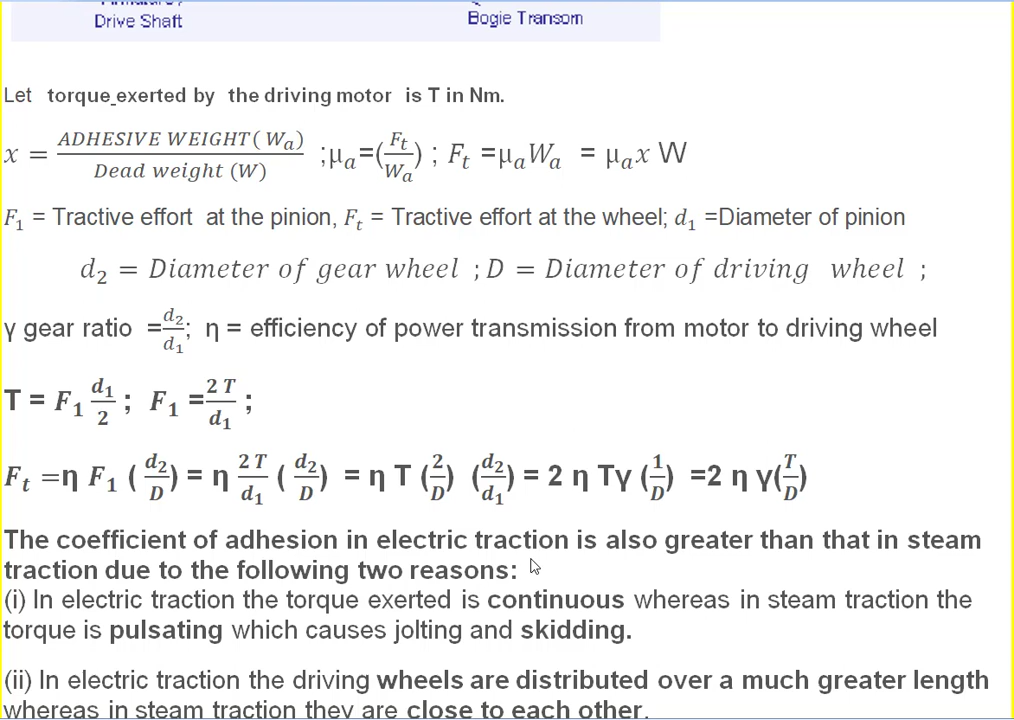 Drive Shaft Bogie Transom
Let torque exerted by the driving motor is T in Nm.
x = ADHESIVE WEIGHT( Wₐ) / Dead weight (W) ;μₐ=(Fₜ/Wₐ) ; Fₜ =μₐWₐ = μₐx W
F₁ = Tractive effort at the pinion, Fₜ = Tractive effort at the wheel; d₁ =Diameter of pinion
d₂ = Diameter of gear wheel ; D = Diameter of driving wheel ;
γ gear ratio =d₂/d₁; η = efficiency of power transmission from motor to driving wheel
T = F₁ d₁/2 ; F₁ =2 T/d₁ ;
Fₜ =η F₁ ( d₂/D) = η 2 T/d₁ ( d₂/D) = η T (2/D) (d₂/d₁) = 2 η Tγ (1/D) =2 η γ(T/D)
The coefficient of adhesion in electric traction is also greater than that in steam
traction due to the following two reasons:
(i) In electric traction the torque exerted is continuous whereas in steam traction the
torque is pulsating which causes jolting and skidding.
(ii) In electric traction the driving wheels are distributed over a much greater length
whereas in steam traction they are close to each other.